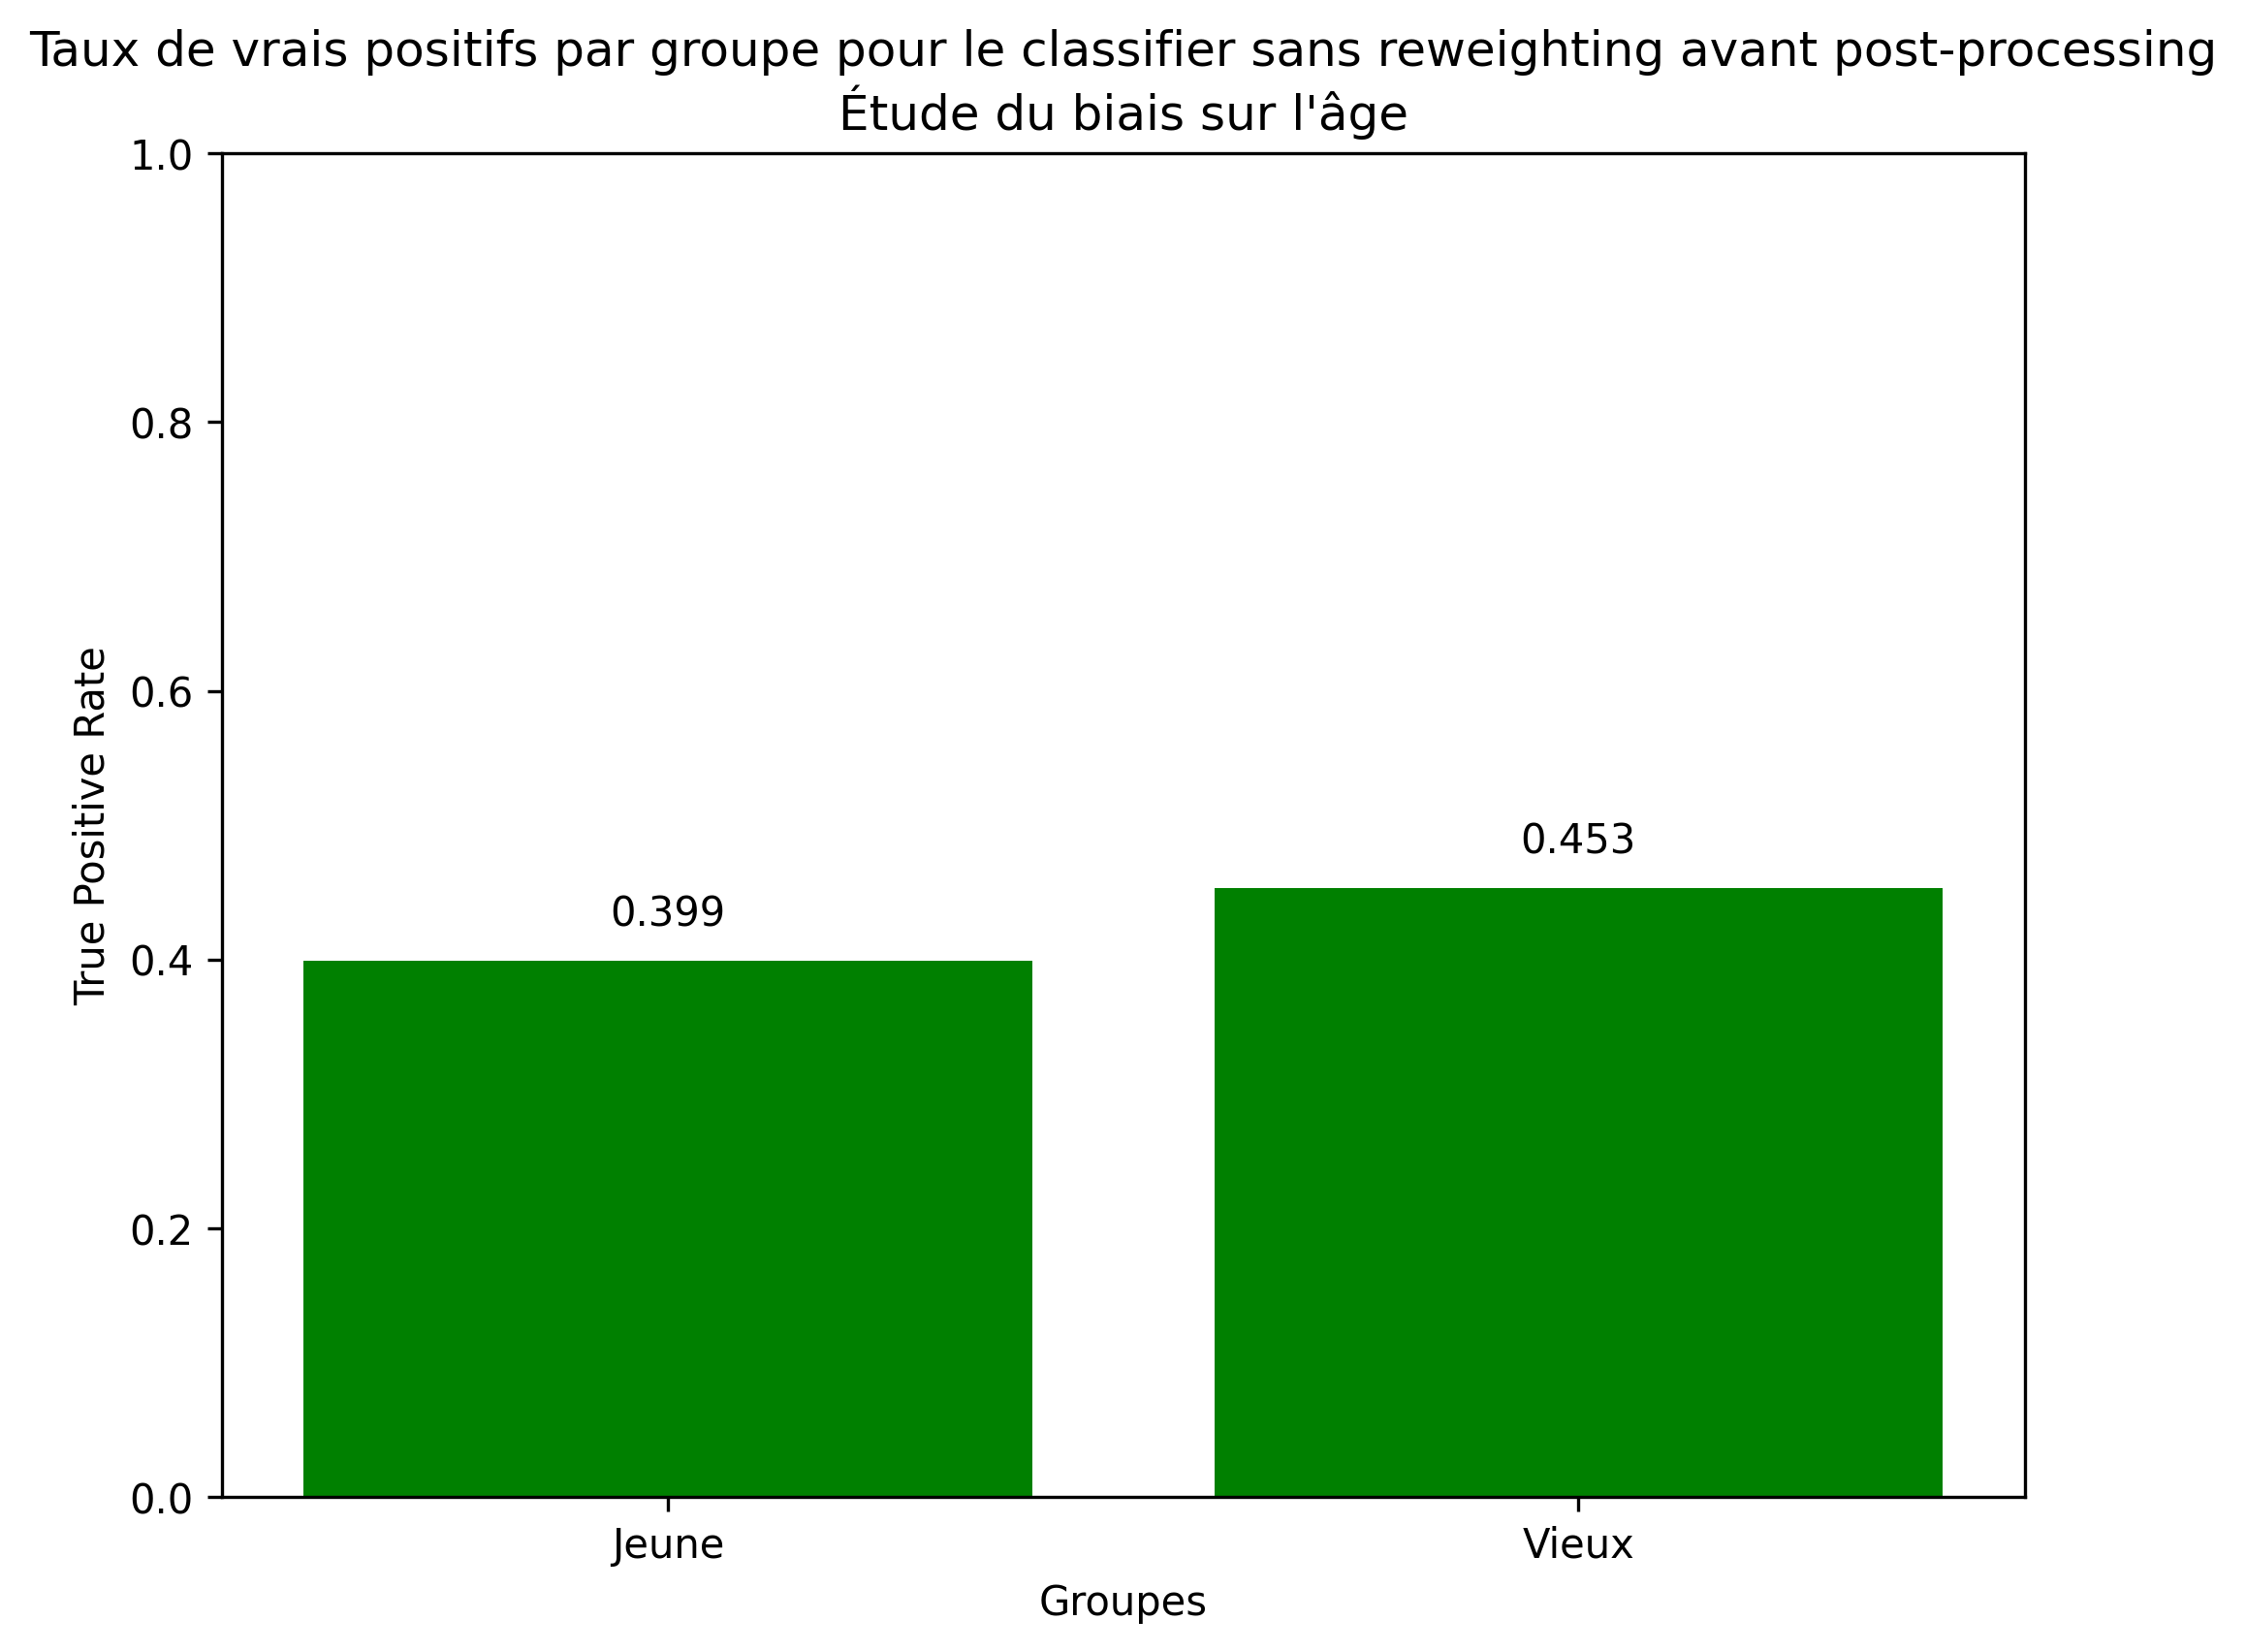 Taux de vrais positifs par groupe pour le classifier sans reweighting avant post-processing
Étude du biais sur l'âge
1.0
0.8
0.6
0.4
0.2
0.0
True Positive Rate
0.399
0.453
Jeune
Vieux
Groupes